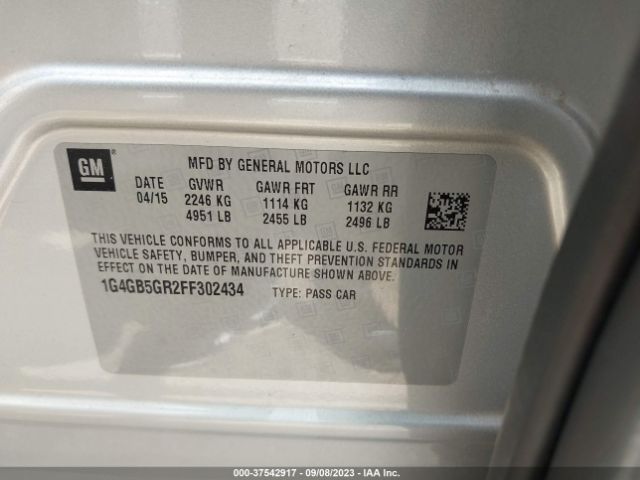 GM®
MFD BY GENERAL MOTORS LLC
DATE GVWR GAWR FRT GAWR RR
04/15 2246 KG 1114 KG 1132 KG
4951 LB 2455 LB 2496 LB
THIS VEHICLE CONFORMS TO ALL APPLICABLE U.S. FEDERAL MOTOR
VEHICLE SAFETY, BUMPER, AND THEFT PREVENTION STANDARDS IN
EFFECT ON THE DATE OF MANUFACTURE SHOWN ABOVE.
1G4GB5GR2FF302434 TYPE: PASS CAR
000-37542917 - 09/08/2023 - IAA Inc. Copyright